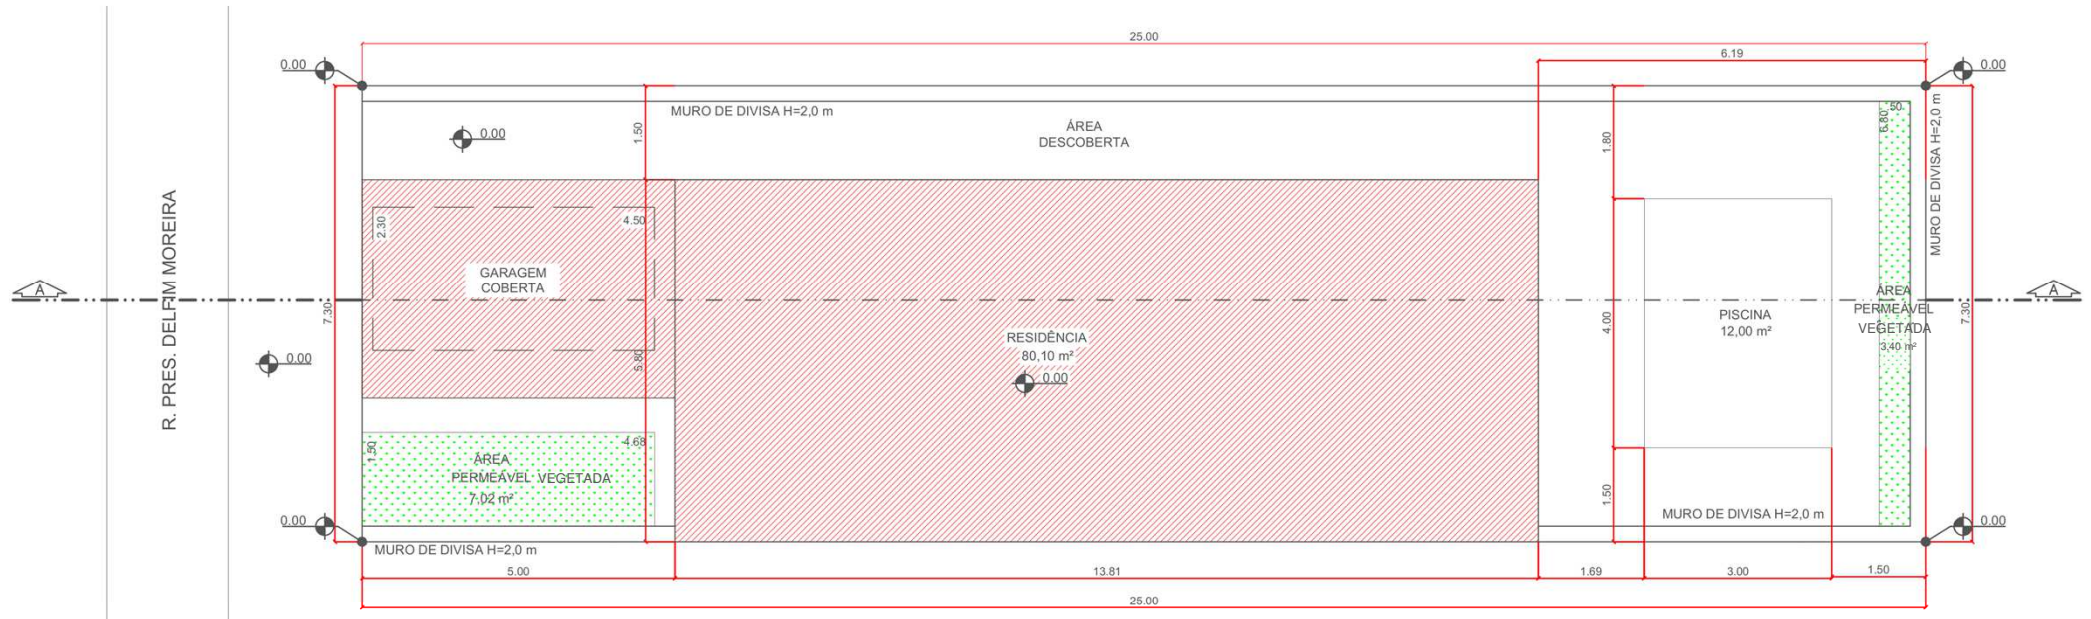 25.00
6.19
0.00
0.00
MURO DE DIVISA H=2,0 m
1.50
0.00
ÁREA
DESCOBERTA
1.80
.50
6.80
MURO DE DIVISA H=2,0 m
R. PRES. DELFIM MOREIRA
2.30
4.50
GARAGEM
COBERTA
A
A
7.30
5.80
RESIDÊNCIA
80,10 m²
0.00
0.00
4.00
PISCINA
12,00 m²
ÁREA
PERMEÁVEL
VEGETADA
3,40 m²
7.30
1.50
4.68
ÁREA
PERMEÁVEL VEGETADA
7,02 m²
1.50
MURO DE DIVISA H=2,0 m
0.00
0.00
MURO DE DIVISA H=2,0 m
5.00
13.81
1.69
3.00
1.50
25.00